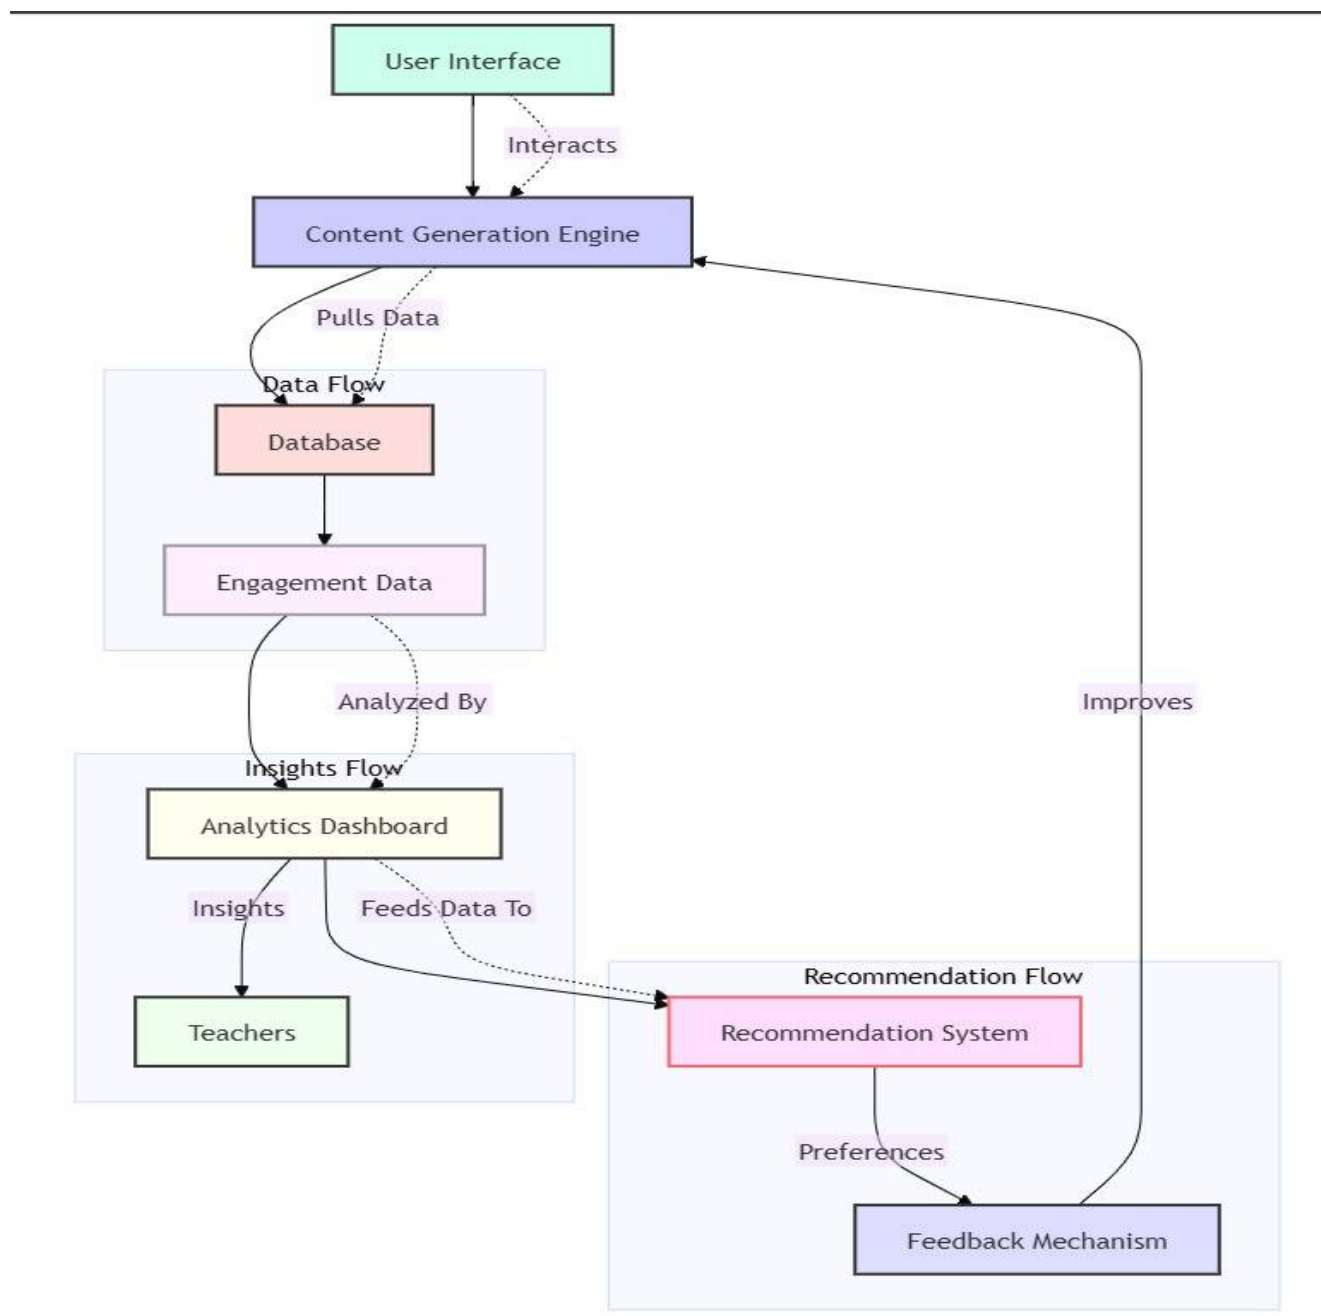 User Interface
Interacts
Content Generation Engine
Pulls Data
Data Flow
Database
Engagement Data
Analyzed By
Improves
Insights Flow
Analytics Dashboard
Insights
Feeds Data To
Recommendation Flow
Recommendation System
Teachers
Preferences
Feedback Mechanism